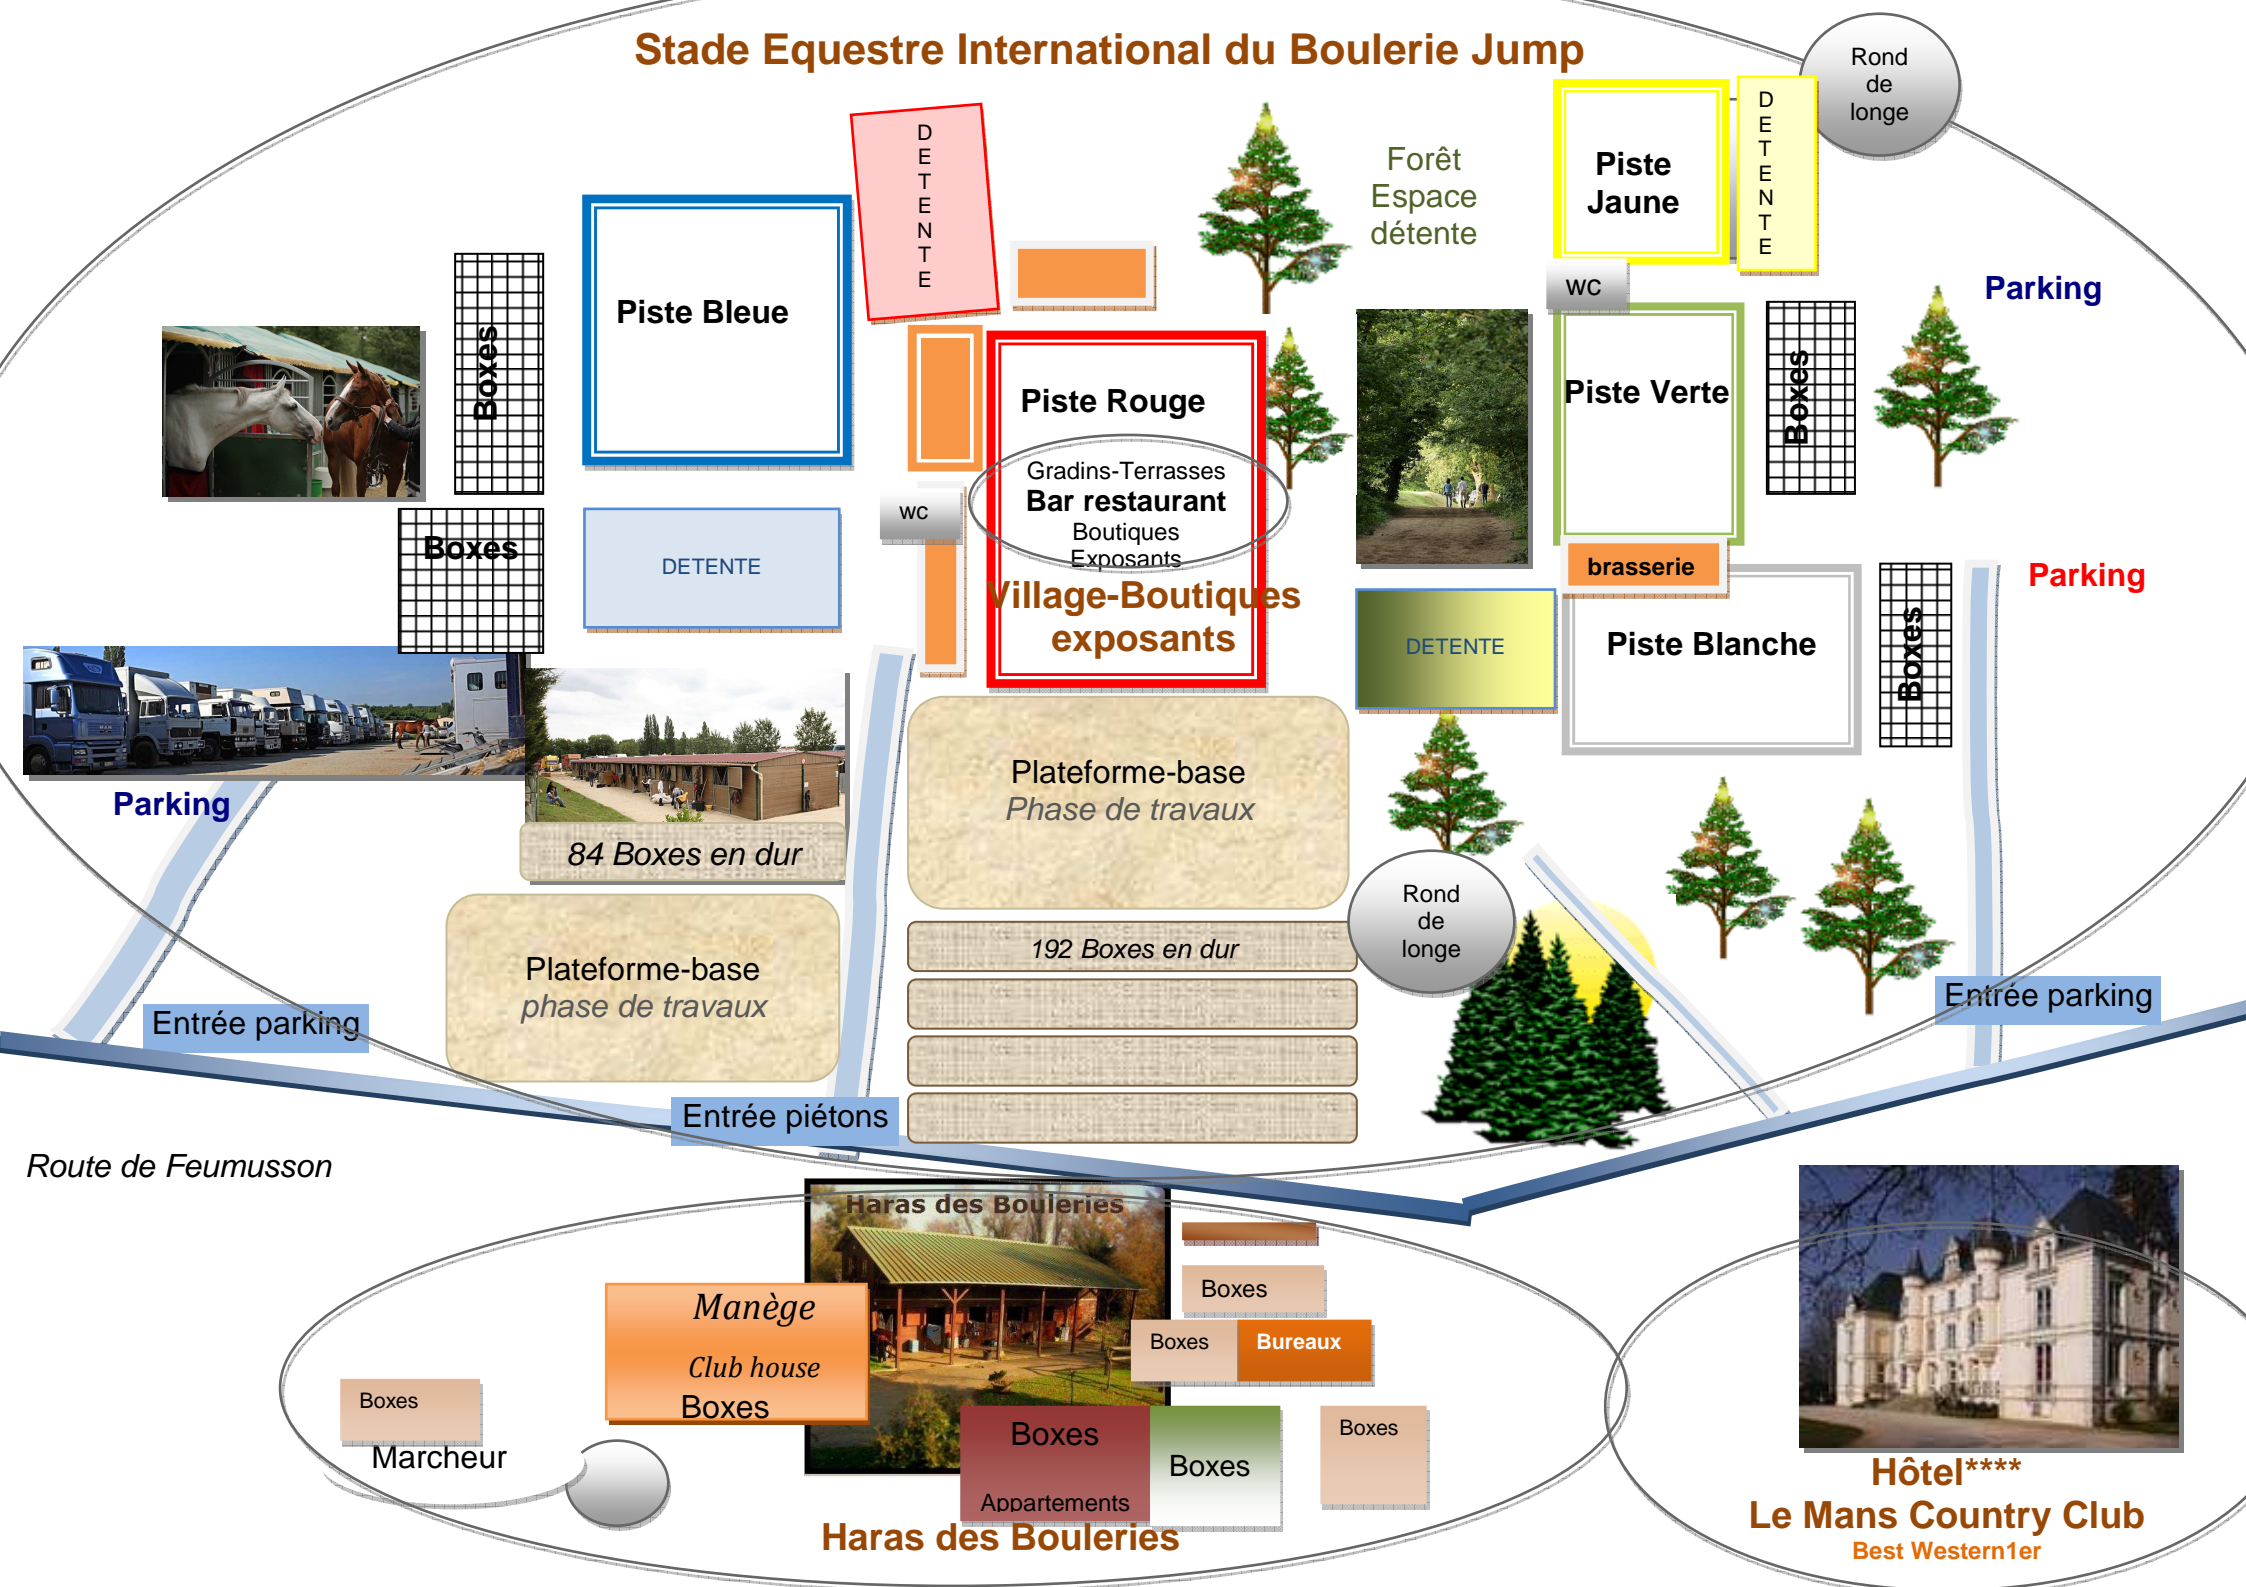 Stade Equestre International du Boulerie Jump
Rond
de
longe
D
E
T
E
N
T
E
D
E
T
E
N
T
E
Forêt
Espace
détente
Piste
Jaune
wc
Parking
Piste Bleue
Boxes
Piste Rouge
Gradins-Terrasses
Bar restaurant
Boutiques
Exposants
Village-Boutiques
exposants
Piste Verte
Boxes
wc
Boxes
DETENTE
brasserie
Parking
DETENTE
Piste Blanche
Boxes
Parking
84 Boxes en dur
Plateforme-base
Phase de travaux
Rond
de
longe
192 Boxes en dur
Plateforme-base
phase de travaux
Entrée parking
Entrée parking
Entrée piétons
Route de Feumusson
Haras des Bouleries
Manège
Club house
Boxes
Boxes
Boxes
Bureaux
Boxes
Marcheur
Boxes
Appartements
Boxes
Boxes
Haras des Bouleries
Hôtel****
Le Mans Country Club
Best Western1er